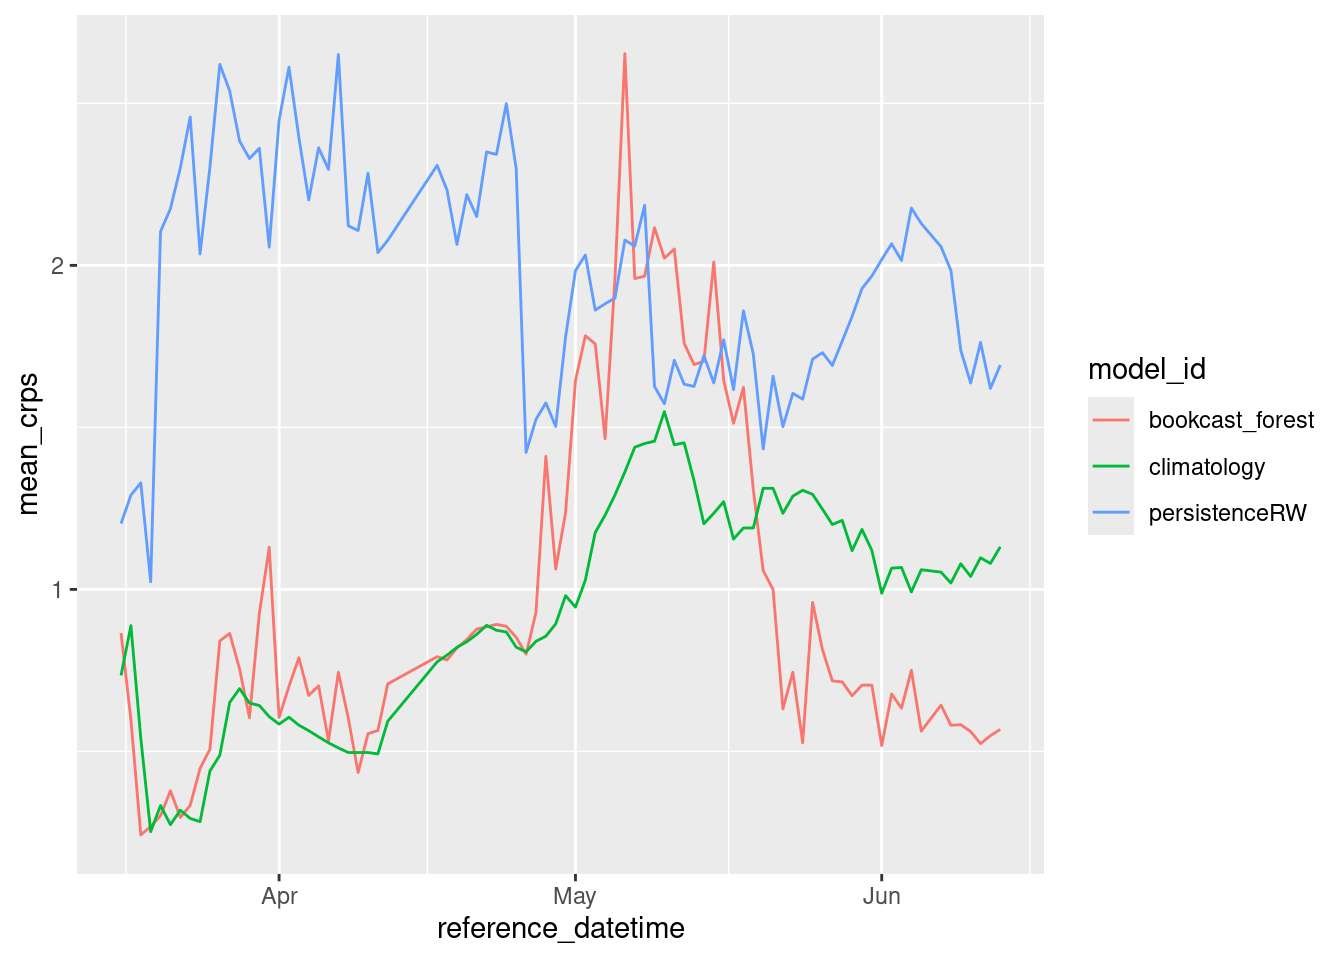 mean_crps
2
1
Apr
May
Jun
reference_datetime
model_id
bookcast_forest
climatology
persistenceRW